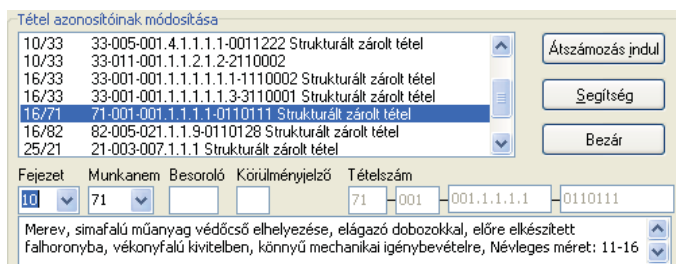 Tétel azonosítóinak módosítása
10/33 33-005-001.4.1.1.1.1-0011222 Strukturált zárolt tétel
10/33 33-011-001.1.1.2.1.2-2110002
16/33 33-001-001.1.1.1.1.1.1-1110002 Strukturált zárolt tétel
16/33 33-001-001.1.1.1.1.1.3-3110001 Strukturált zárolt tétel
16/71 71-001-001.1.1.1.1-0110111 Strukturált zárolt tétel
16/82 82-005-021.1.1.9-0110128 Strukturált zárolt tétel
25/21 21-003-007.1.1.1 Strukturált zárolt tétel
Átszámozás indul
Segítség
Bezár
Fejezet Munkanem Besoroló Körülményjelző Tételszám
10 71 71 - 001 - 001.1.1.1.1 - 0110111
Merev, simafalú műanyag védőcső elhelyezése, elágazó dobozokkal, előre elkészített
falhoronyba, vékonyfalú kivitelben, könnyű mechanikai igénybevételre, Névleges méret: 11-16